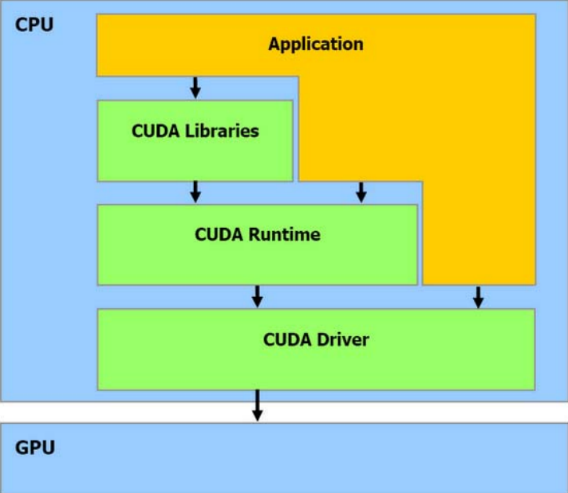 CPU
Application
CUDA Libraries
CUDA Runtime
CUDA Driver
GPU